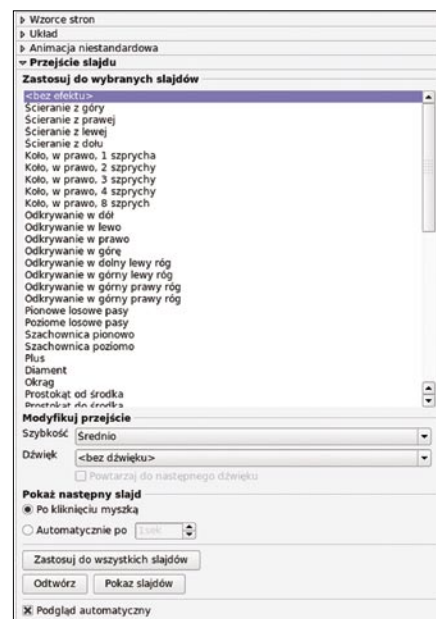 Wzorce stron
Układ
Animacja niestandardowa
Przejście slajdu
Zastosuj do wybranych slajdów
<bez efektu>
Ścieranie z góry
Ścieranie z prawej
Ścieranie z lewej
Ścieranie z dołu
Koło, w prawo, 1 szprycha
Koło, w prawo, 2 szprychy
Koło, w prawo, 3 szprychy
Koło, w prawo, 4 szprychy
Koło, w prawo, 8 szprych
Odkrywanie w dół
Odkrywanie w lewo
Odkrywanie w prawo
Odkrywanie w górę
Odkrywanie w dolny lewy róg
Odkrywanie w górny lewy róg
Odkrywanie w górny prawy róg
Odkrywanie w górny prawy róg
Pionowe losowe pasy
Poziome losowe pasy
Szachownica pionowo
Szachownica poziomo
Plus
Diament
Okrąg
Prostokąt od środka
Prostokąt do środka
Modyfikuj przejście
Szybkość Średnio
Dźwięk <bez dźwięku>
Powtarzaj do następnego dźwięku
Pokaż następny slajd
Po kliknięciu myszką
Automatycznie po 1sek
Zastosuj do wszystkich slajdów
Odtwórz Pokaz slajdów
Podgląd automatyczny